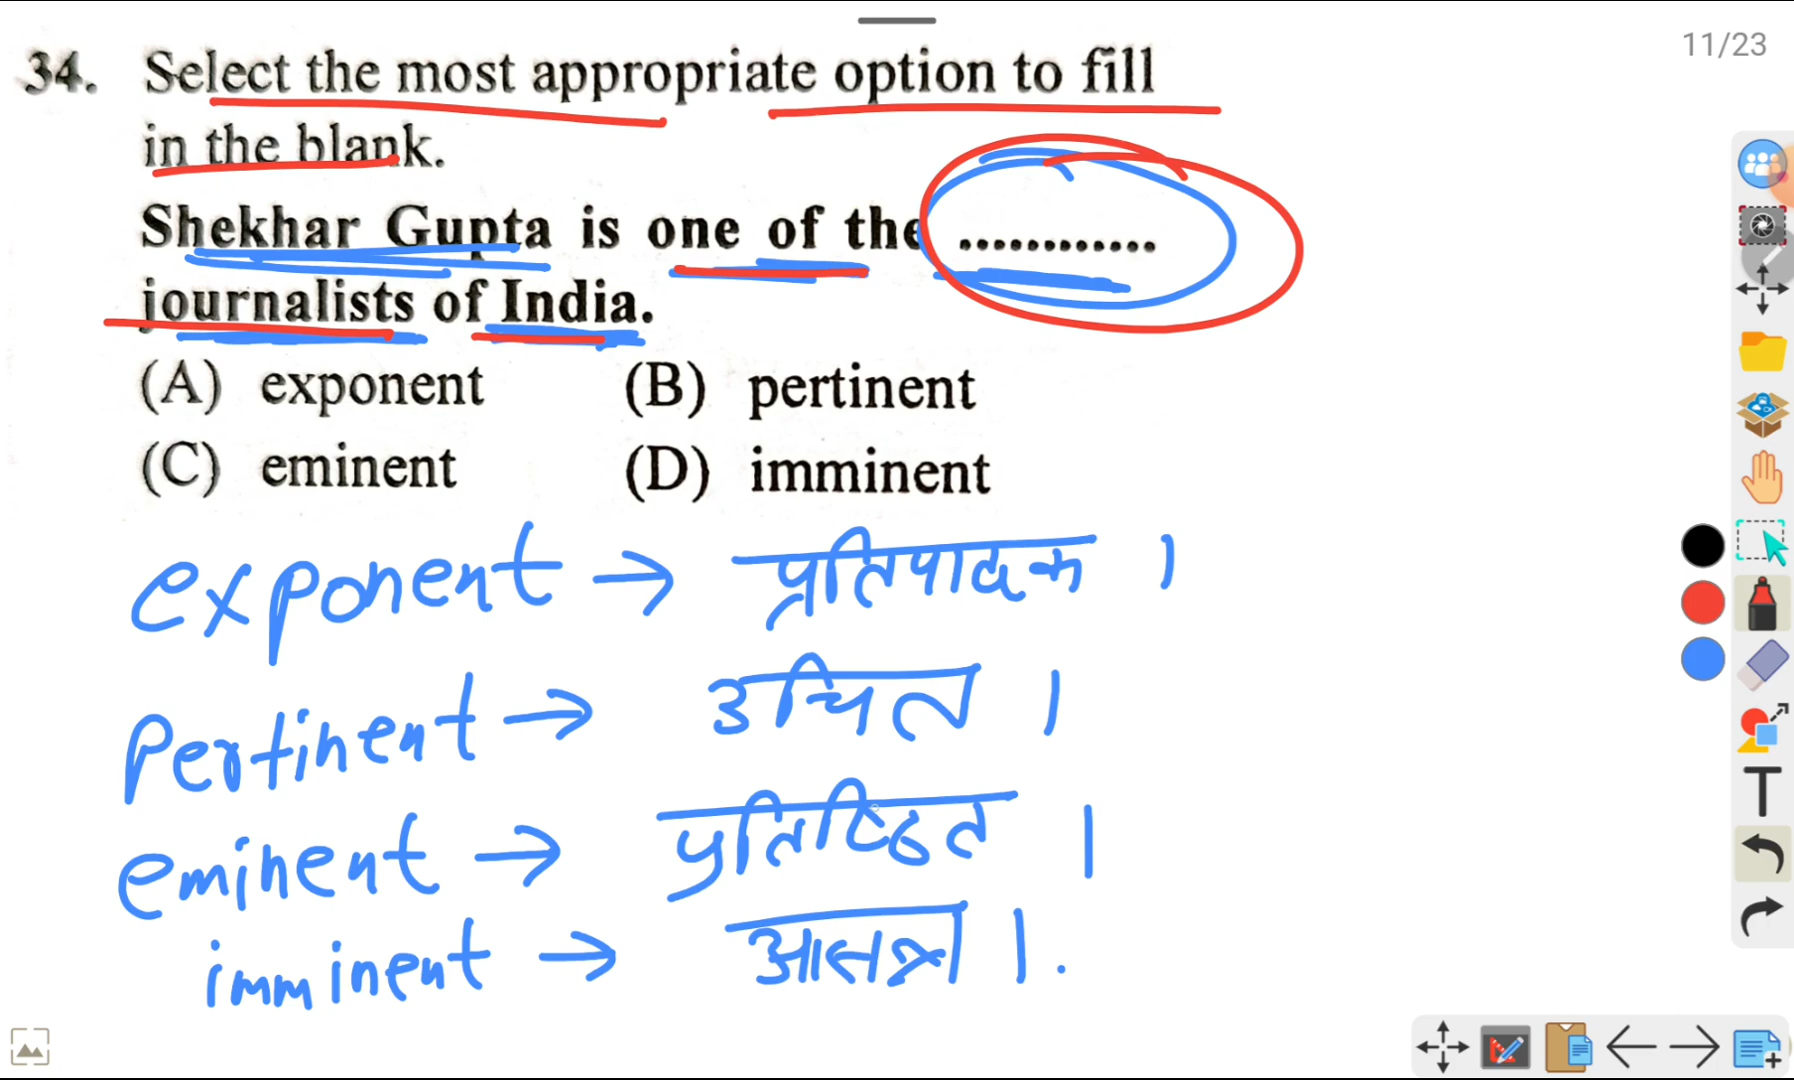 11/23
34. Select the most appropriate option to fill
in the blank.
Shekhar Gupta is one of the ............
journalists of India.
(A) exponent (B) pertinent
(C) eminent (D) imminent
exponent → प्रतिपादक ।
Pertinent → उचित ।
eminent → प्रतिष्ठित ।
imminent → आसन्न ।.